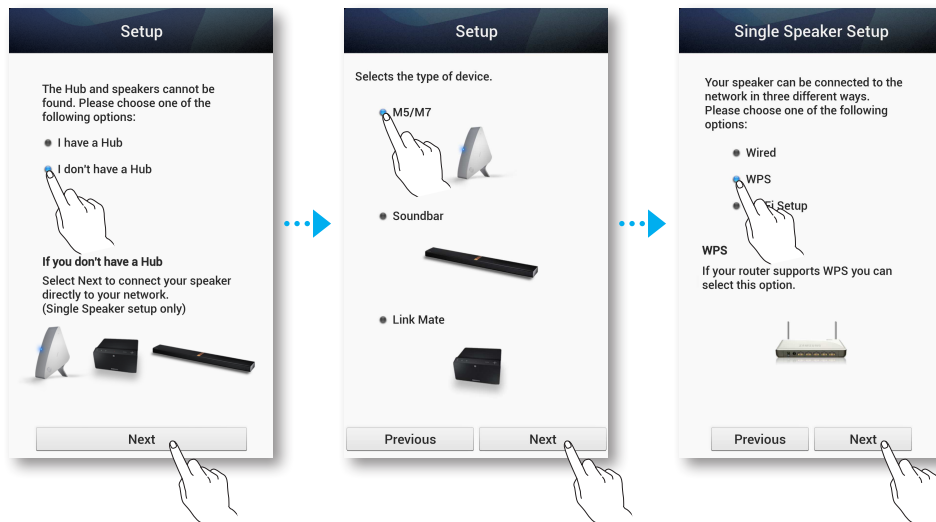 Setup
The Hub and speakers cannot be
found. Please choose one of the
following options:
I have a Hub
I don't have a Hub
If you don't have a Hub
Select Next to connect your speaker
directly to your network.
(Single Speaker setup only)
Next
Setup
Selects the type of device.
M5/M7
Soundbar
Link Mate
Previous
Next
Single Speaker Setup
Your speaker can be connected to the
network in three different ways.
Please choose one of the following
options:
Wired
WPS
Setup
WPS
If your router supports WPS you can
select this option.
Previous
Next